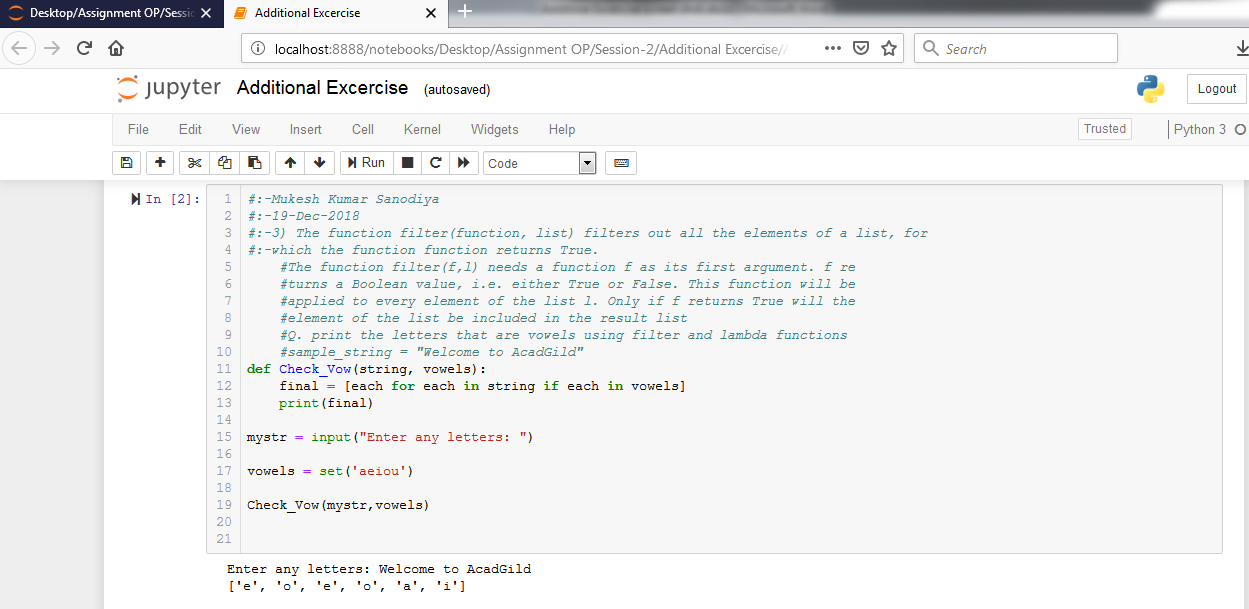 Desktop/Assignment OP/Sessi
Additional Excercise
localhost:8888/notebooks/Desktop/Assignment OP/Session-2/Additional Excercise/
Search
jupyter Additional Excercise (autosaved)
Logout
File Edit View Insert Cell Kernel Widgets Help
Trusted
Python 3
Run
Code
In [2]:
1 #:-Mukesh Kumar Sanodiya
2 #:-19-Dec-2018
3 #:-3) The function filter(function, list) filters out all the elements of a list, for
4 #:-which the function function returns True.
5     #The function filter(f,l) needs a function f as its first argument. f re
6     #turns a Boolean value, i.e. either True or False. This function will be
7     #applied to every element of the list l. Only if f returns True will the
8     #element of the list be included in the result list
9     #Q. print the letters that are vowels using filter and lambda functions
10     #sample_string = "Welcome to AcadGild"
11 def Check_Vow(string, vowels):
12     final = [each for each in string if each in vowels]
13     print(final)
14
15 mystr = input("Enter any letters: ")
16
17 vowels = set('aeiou')
18
19 Check_Vow(mystr,vowels)
20
21
Enter any letters: Welcome to AcadGild
['e', 'o', 'e', 'o', 'a', 'i']